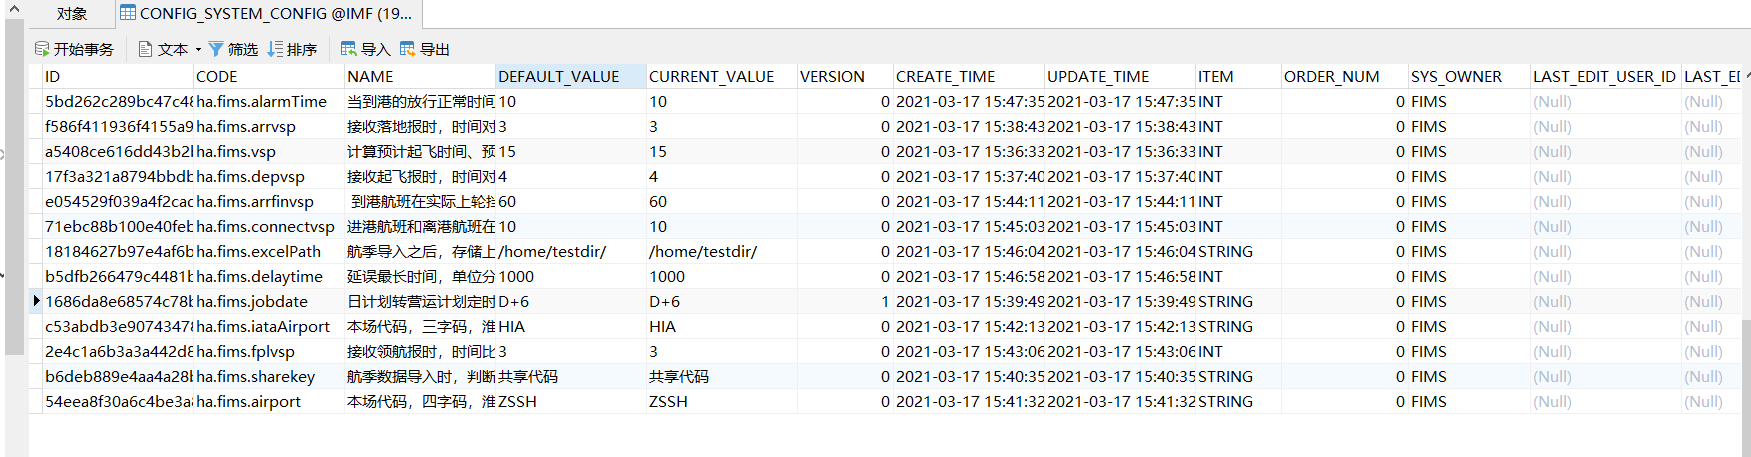 对象 CONFIG_SYSTEM_CONFIG @IMF (19...
开始事务 文本 筛选 排序 导入 导出
ID CODE NAME DEFAULT_VALUE CURRENT_VALUE VERSION CREATE_TIME UPDATE_TIME ITEM ORDER_NUM SYS_OWNER LAST_EDIT_USER_ID LAST_EI
5bd262c289bc47c48 ha.fims.alarmTime 当到港的放行正常时间 10 10 0 2021-03-17 15:47:35 2021-03-17 15:47:35 INT 0 FIMS (Null) (Null)
f586f411936f4155a9 ha.fims.arrvsp 接收落地报时，时间对 3 3 0 2021-03-17 15:38:43 2021-03-17 15:38:43 INT 0 FIMS (Null) (Null)
a5408ce616dd43b2 ha.fims.vsp 计算预计起飞时间、预 15 15 0 2021-03-17 15:36:33 2021-03-17 15:36:33 INT 0 FIMS (Null) (Null)
17f3a321a8794bbdb ha.fims.depvsp 接收起飞报时，时间对 4 4 0 2021-03-17 15:37:40 2021-03-17 15:37:40 INT 0 FIMS (Null) (Null)
e054529f039a4f2cac ha.fims.arrfinvsp 到港航班在实际上轮挡 60 60 0 2021-03-17 15:44:11 2021-03-17 15:44:11 INT 0 FIMS (Null) (Null)
71ebc88b100e40feb ha.fims.connectvsp 进港航班和离港航班在 10 10 0 2021-03-17 15:45:03 2021-03-17 15:45:03 INT 0 FIMS (Null) (Null)
18184627b97e4af6b ha.fims.excelPath 航季导入之后，存储上 /home/testdir/ /home/testdir/ 0 2021-03-17 15:46:04 2021-03-17 15:46:04 STRING 0 FIMS (Null) (Null)
b5dfb266479c4481b ha.fims.delaytime 延误最长时间，单位分 1000 1000 0 2021-03-17 15:46:58 2021-03-17 15:46:58 INT 0 FIMS (Null) (Null)
1686da8e68574c78b ha.fims.jobdate 日计划转营运计划定时 D+6 D+6 1 2021-03-17 15:39:49 2021-03-17 15:39:49 STRING 0 FIMS (Null) (Null)
c53abdb3e90743478 ha.fims.iataAirport 本场代码，三字码，淮 HIA HIA 0 2021-03-17 15:42:13 2021-03-17 15:42:13 STRING 0 FIMS (Null) (Null)
2e4c1a6b3a3a442d8 ha.fims.fplvsp 接收领航报时，时间比 3 3 0 2021-03-17 15:43:06 2021-03-17 15:43:06 INT 0 FIMS (Null) (Null)
b6deb889e4aa4a28b ha.fims.sharekey 航季数据导入时，判断 共享代码 共享代码 0 2021-03-17 15:40:35 2021-03-17 15:40:35 STRING 0 FIMS (Null) (Null)
54eea8f30a6c4be3a8 ha.fims.airport 本场代码，四字码，淮 ZSSH ZSSH 0 2021-03-17 15:41:32 2021-03-17 15:41:32 STRING 0 FIMS (Null) (Null)